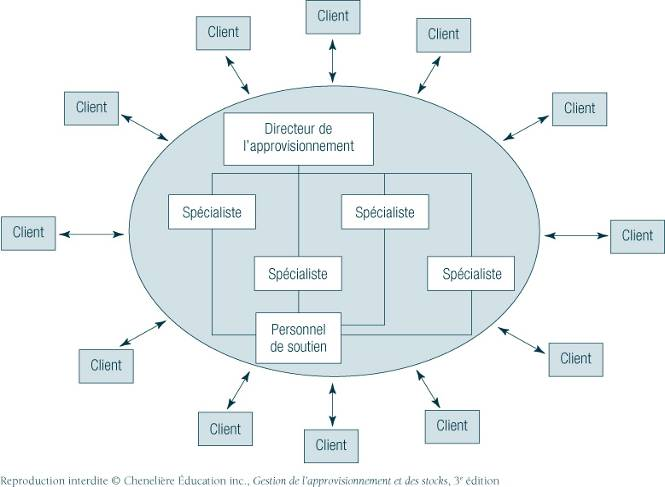 Client
Client
Client
Client
Client
Directeur de
l'approvisionnement
Spécialiste
Spécialiste
Client
Client
Spécialiste
Spécialiste
Personnel
de soutien
Client
Client
Client
Client
Client
Reproduction interdite © Chenelière Éducation inc., Gestion de l'approvisionnement et des stocks, 3e édition